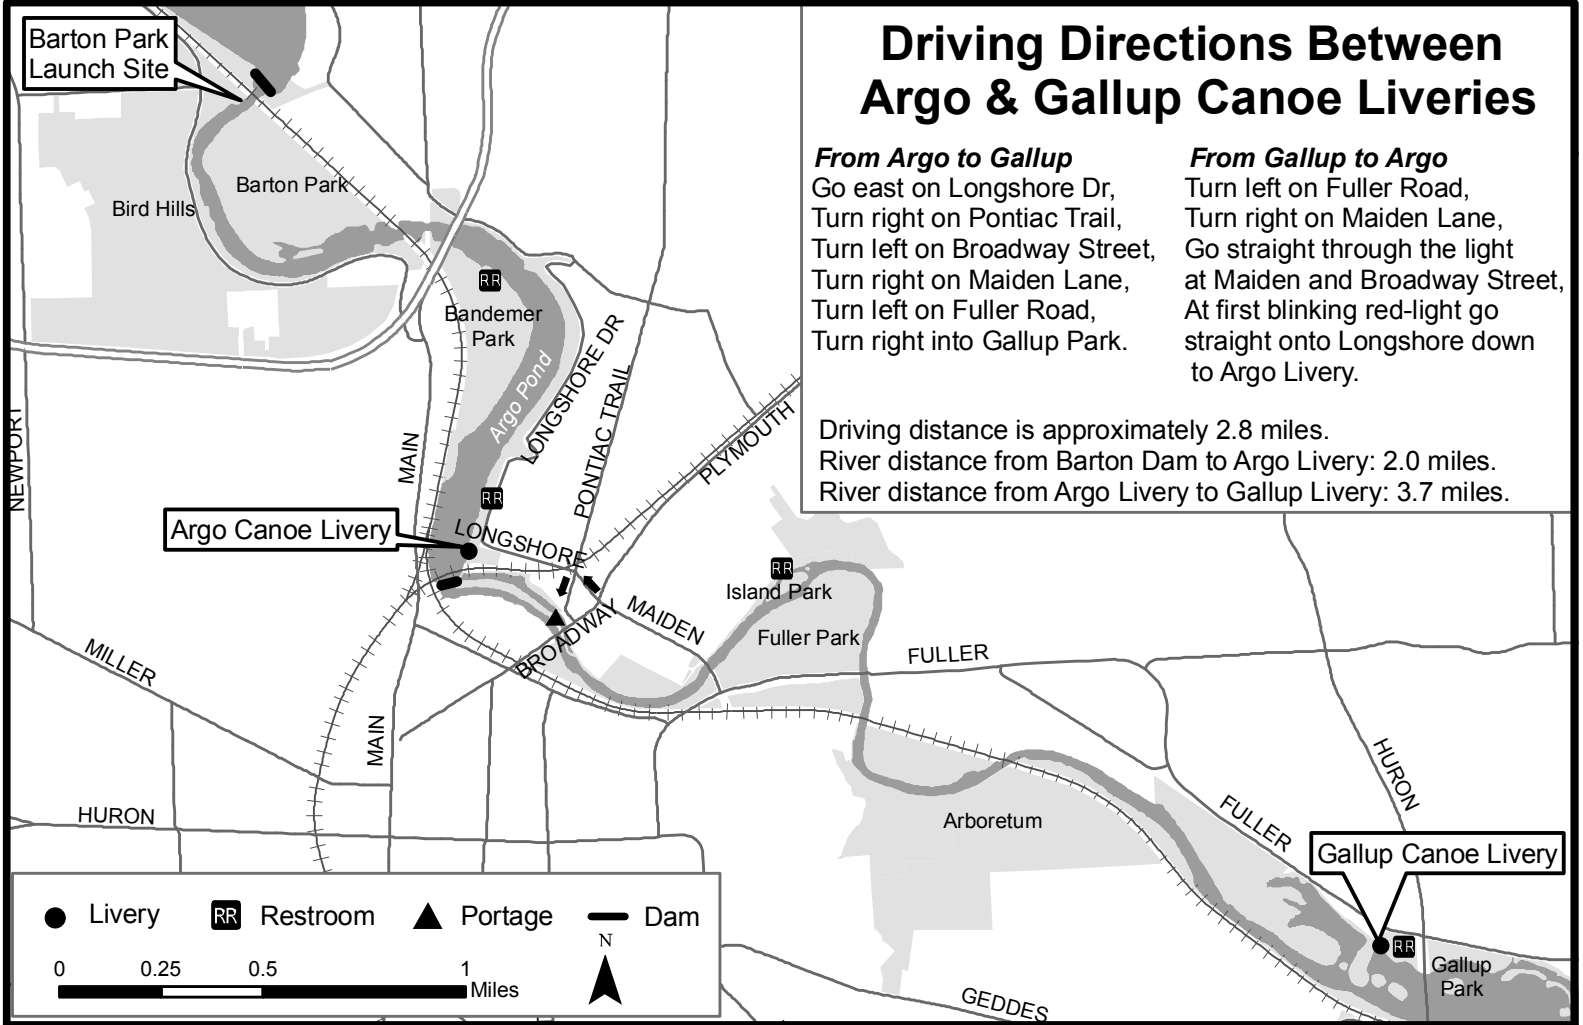 Driving Directions Between
Argo & Gallup Canoe Liveries
From Argo to Gallup
Go east on Longshore Dr,
Turn right on Pontiac Trail,
Turn left on Broadway Street,
Turn right on Maiden Lane,
Turn left on Fuller Road,
Turn right into Gallup Park.
From Gallup to Argo
Turn left on Fuller Road,
Turn right on Maiden Lane,
Go straight through the light
at Maiden and Broadway Street,
At first blinking red-light go
straight onto Longshore down
to Argo Livery.
Driving distance is approximately 2.8 miles.
River distance from Barton Dam to Argo Livery: 2.0 miles.
River distance from Argo Livery to Gallup Livery: 3.7 miles.
Barton Park
Launch Site
Barton Park
Bird Hills
RR
Bandemer
Park
Argo Pond
LONGSHORE DR
PONTIAC TRAIL
PLYMOUTH
MAIN
NEWPORT
RR
Argo Canoe Livery
LONGSHORE
RR
Island Park
Fuller Park
MAIDEN
BROADWAY
FULLER
MILLER
MAIN
HURON
HURON
Arboretum
FULLER
Gallup Canoe Livery
RR
Gallup
Park
GEDDES
Livery
RR
Restroom
Portage
Dam
N
0
0.25
0.5
1
Miles